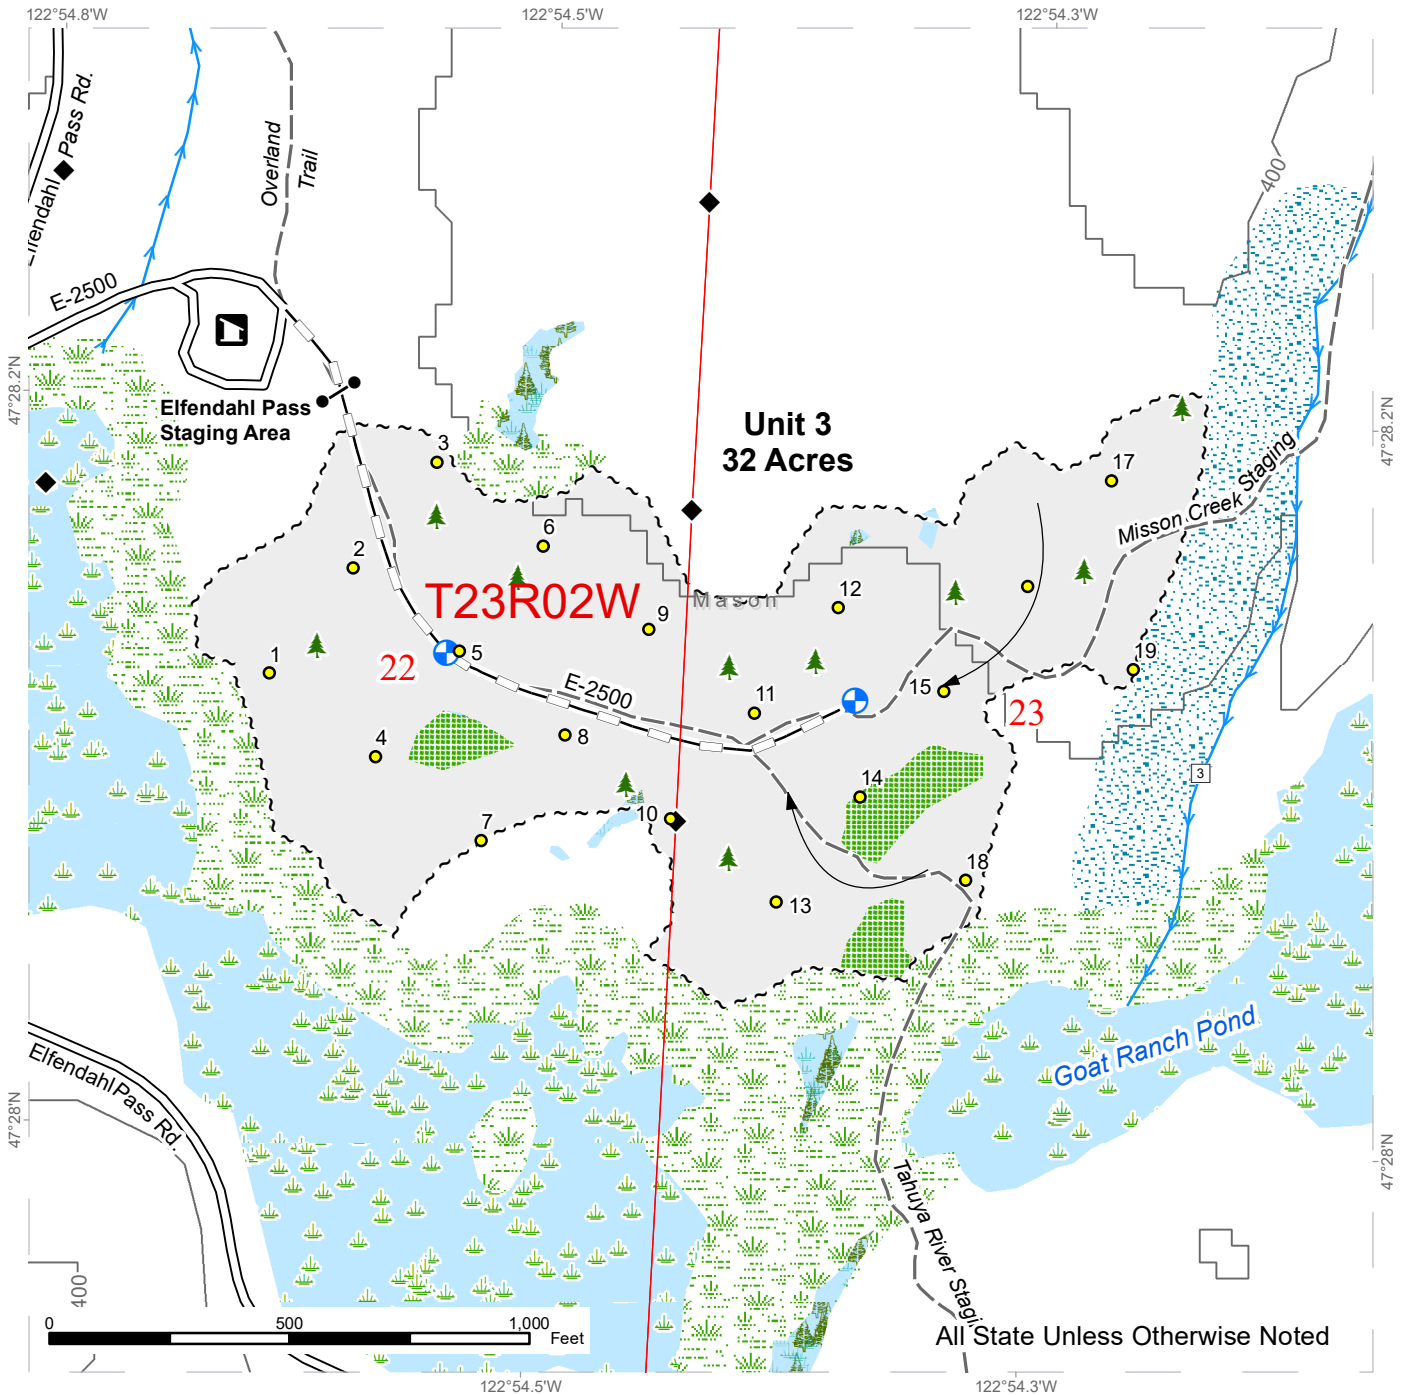 122°54.8'W
122°54.5'W
122°54.3'W
Elfendahl
Pass Rd.
Overland
Trail
400
E-2500
47°28.2'N
Elfendahl Pass
Staging Area
Unit 3
32 Acres
47°28.2'N
3
17
Misson Creek Staging
6
2
T23R02W
Mason
12
9
1
22
5
E-2500
19
15
11
23
4
8
14
3
7
10
18
13
Goat Ranch Pond
Elfendahl Pass Rd.
47°28'N
47°28'N
Tahuya River Stagi
400
0
500
1,000
Feet
All State Unless Otherwise Noted
122°54.5'W
122°54.3'W